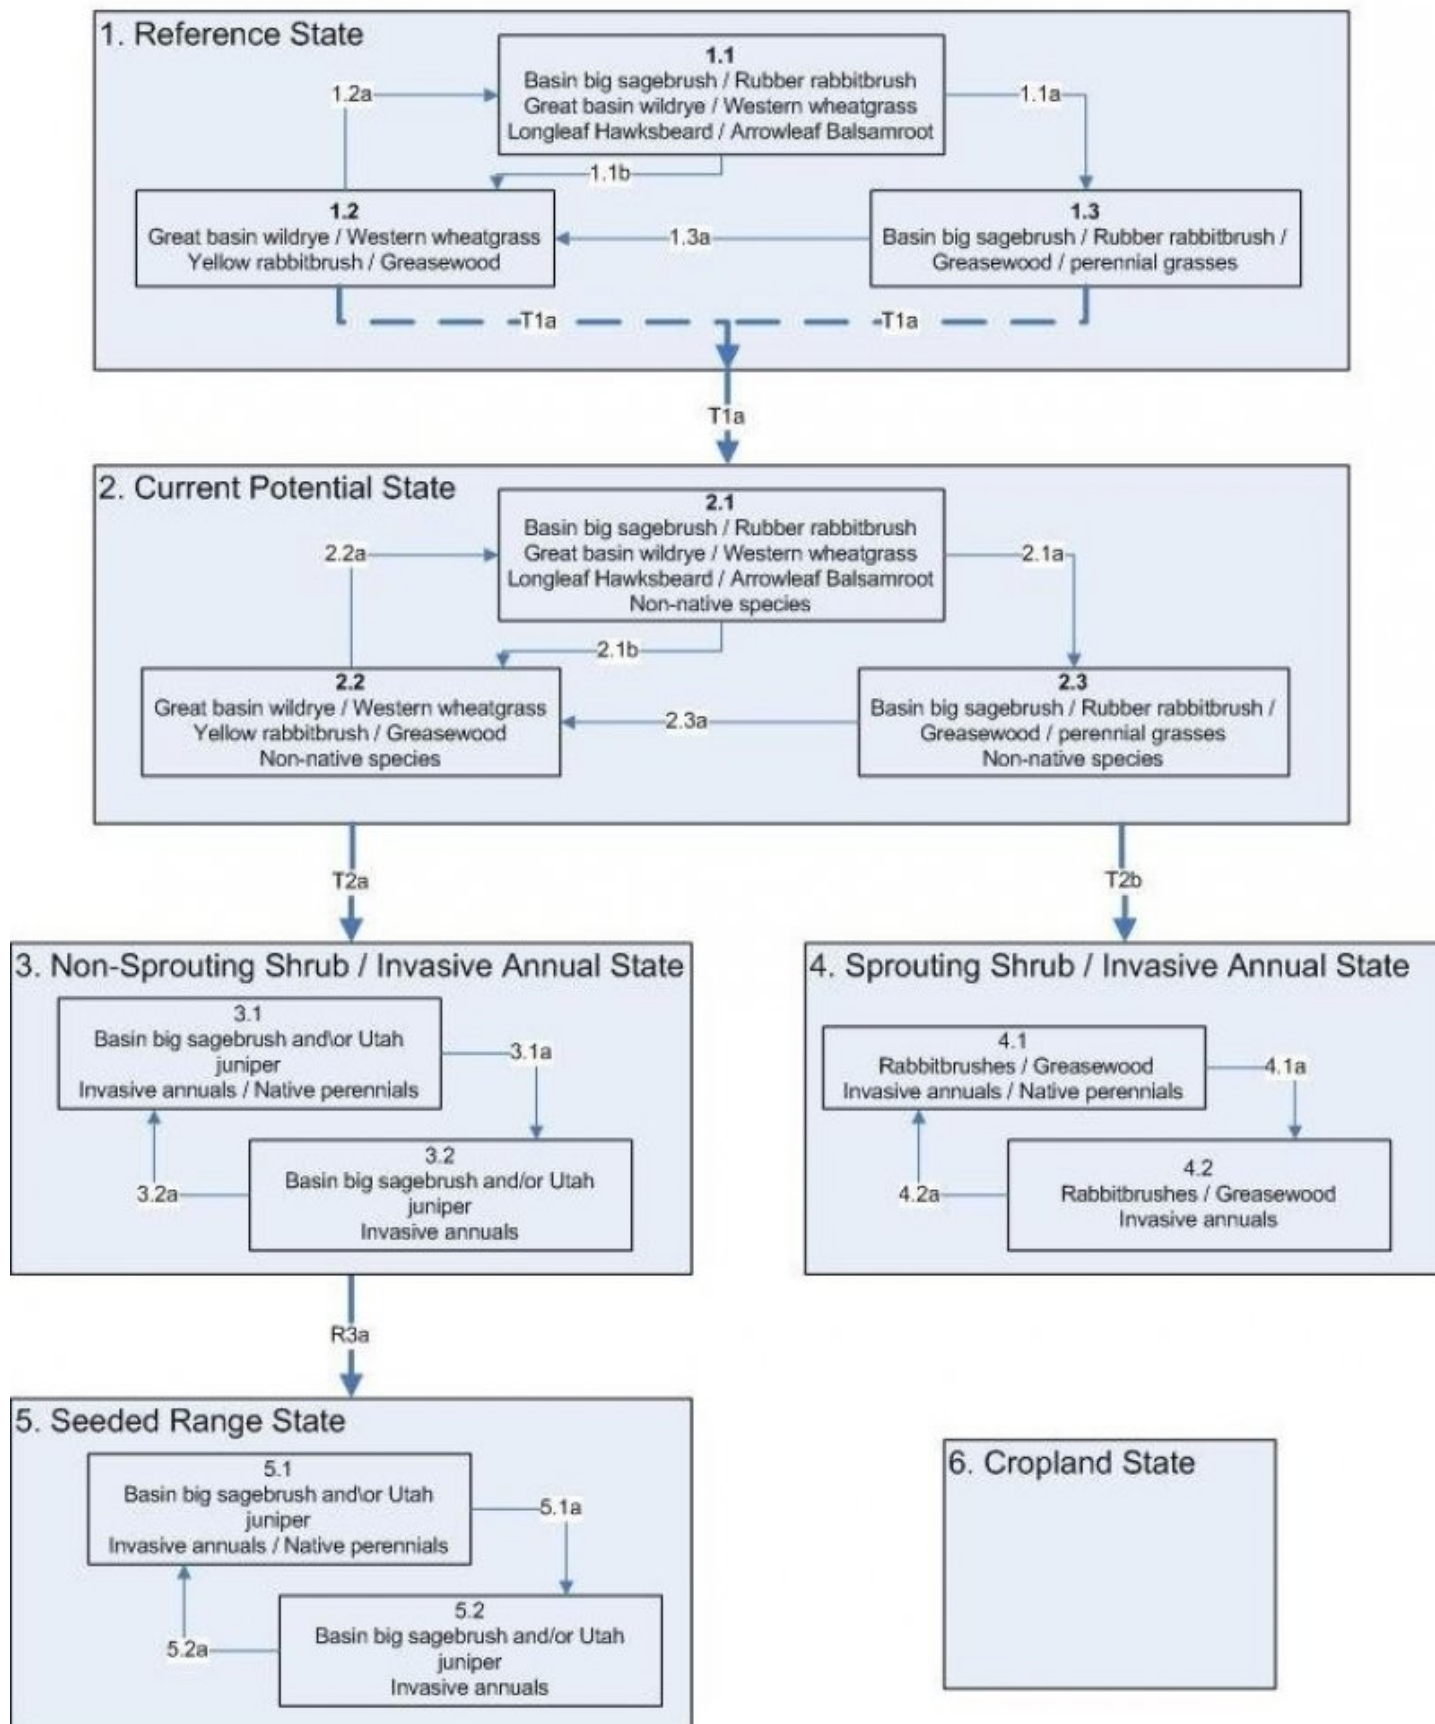 1. Reference State
1.1
Basin big sagebrush / Rubber rabbitbrush
Great basin wildrye / Western wheatgrass
Longleaf Hawksbeard / Arrowleaf Balsamroot
1.2a
1.1a
1.1b
1.2
Great basin wildrye / Western wheatgrass
Yellow rabbitbrush / Greasewood
1.3a
1.3
Basin big sagebrush / Rubber rabbitbrush /
Greasewood / perennial grasses
T1a
T1a
T1a
2. Current Potential State
2.1
Basin big sagebrush / Rubber rabbitbrush
Great basin wildrye / Western wheatgrass
Longleaf Hawksbeard / Arrowleaf Balsamroot
Non-native species
2.2a
2.1a
2.1b
2.2
Great basin wildrye / Western wheatgrass
Yellow rabbitbrush / Greasewood
Non-native species
2.3a
2.3
Basin big sagebrush / Rubber rabbitbrush /
Greasewood / perennial grasses
Non-native species
T2a
T2b
3. Non-Sprouting Shrub / Invasive Annual State
3.1
Basin big sagebrush and\or Utah
juniper
Invasive annuals / Native perennials
3.1a
3.2
Basin big sagebrush and/or Utah
juniper
Invasive annuals
3.2a
4. Sprouting Shrub / Invasive Annual State
4.1
Rabbitbrushes / Greasewood
Invasive annuals / Native perennials
4.1a
4.2
Rabbitbrushes / Greasewood
Invasive annuals
4.2a
R3a
5. Seeded Range State
5.1
Basin big sagebrush and\or Utah
juniper
Invasive annuals / Native perennials
5.1a
5.2
Basin big sagebrush and/or Utah
juniper
Invasive annuals
5.2a
6. Cropland State